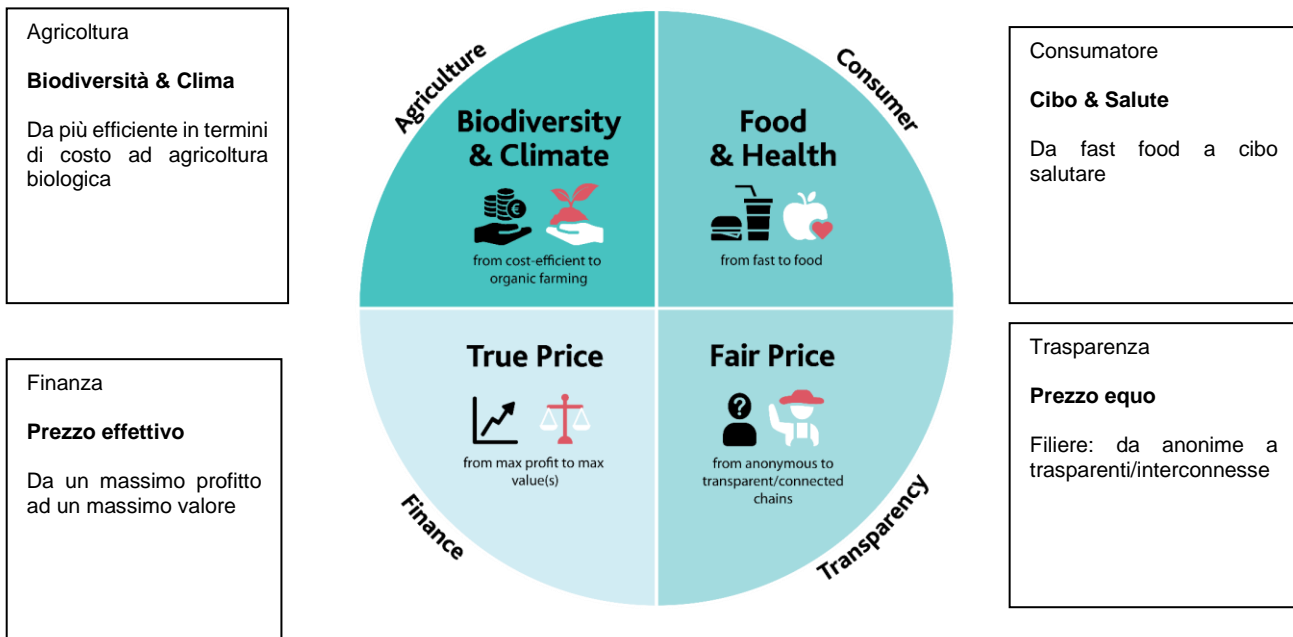 Agricoltura
Biodiversità & Clima
Da più efficiente in termini
di costo ad agricoltura
biologica
Finanza
Prezzo effettivo
Da un massimo profitto
ad un massimo valore
Agriculture
Biodiversity
& Climate
€
from cost-efficient to
organic farming
Consumer
Food
& Health
from fast to food
Finance
True Price
from max profit to max
value(s)
Transparency
Fair Price
?
from anonymous to
transparent/connected
chains
Consumatore
Cibo & Salute
Da fast food a cibo
salutare
Trasparenza
Prezzo equo
Filiere: da anonime a
trasparenti/interconnesse